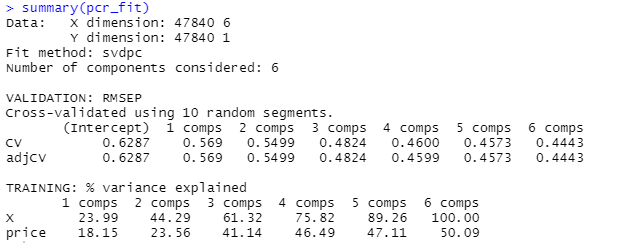 > summary(pcr_fit)
Data: X dimension: 47840 6
Y dimension: 47840 1
Fit method: svdpc
Number of components considered: 6
VALIDATION: RMSEP
Cross-validated using 10 random segments.
(Intercept) 1 comps 2 comps 3 comps 4 comps 5 comps 6 comps
CV 0.6287 0.569 0.5499 0.4824 0.4600 0.4573 0.4443
adjCV 0.6287 0.569 0.5499 0.4824 0.4599 0.4573 0.4443
TRAINING: % variance explained
1 comps 2 comps 3 comps 4 comps 5 comps 6 comps
X 23.99 44.29 61.32 75.82 89.26 100.00
price 18.15 23.56 41.14 46.49 47.11 50.09